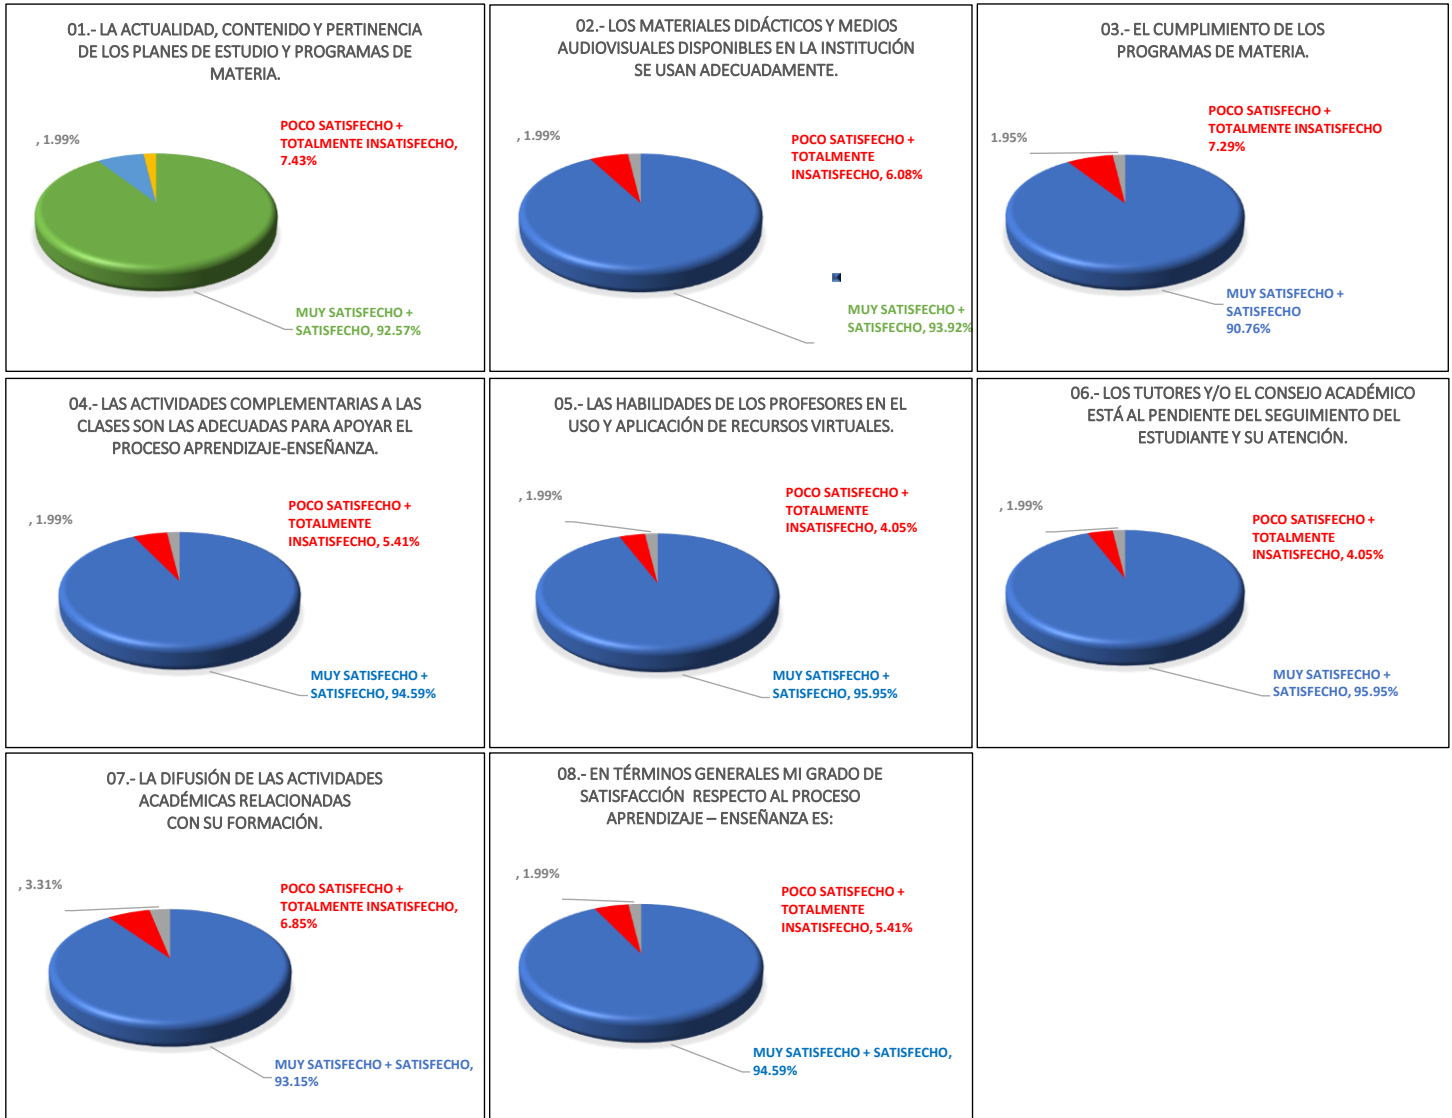 01.- LA ACTUALIDAD, CONTENIDO Y PERTINENCIA
DE LOS PLANES DE ESTUDIO Y PROGRAMAS DE
MATERIA.
, 1.99%
POCO SATISFECHO +
TOTALMENTE INSATISFECHO,
7.43%
MUY SATISFECHO +
SATISFECHO, 92.57%
02.- LOS MATERIALES DIDÁCTICOS Y MEDIOS
AUDIOVISUALES DISPONIBLES EN LA INSTITUCIÓN
SE USAN ADECUADAMENTE.
, 1.99%
POCO SATISFECHO +
TOTALMENTE
INSATISFECHO, 6.08%
MUY SATISFECHO +
SATISFECHO, 93.92%
03.- EL CUMPLIMIENTO DE LOS
PROGRAMAS DE MATERIA.
1.95%
POCO SATISFECHO +
TOTALMENTE INSATISFECHO
7.29%
MUY SATISFECHO +
SATISFECHO
90.76%
04.- LAS ACTIVIDADES COMPLEMENTARIAS A LAS
CLASES SON LAS ADECUADAS PARA APOYAR EL
PROCESO APRENDIZAJE-ENSEÑANZA.
, 1.99%
POCO SATISFECHO +
TOTALMENTE
INSATISFECHO, 5.41%
MUY SATISFECHO +
SATISFECHO, 94.59%
05.- LAS HABILIDADES DE LOS PROFESORES EN EL
USO Y APLICACIÓN DE RECURSOS VIRTUALES.
, 1.99%
POCO SATISFECHO +
TOTALMENTE
INSATISFECHO, 4.05%
MUY SATISFECHO +
SATISFECHO, 95.95%
06.- LOS TUTORES Y/O EL CONSEJO ACADÉMICO
ESTÁ AL PENDIENTE DEL SEGUIMIENTO DEL
ESTUDIANTE Y SU ATENCIÓN.
, 1.99%
POCO SATISFECHO +
TOTALMENTE
INSATISFECHO, 4.05%
MUY SATISFECHO +
SATISFECHO, 95.95%
07.- LA DIFUSIÓN DE LAS ACTIVIDADES
ACADÉMICAS RELACIONADAS
CON SU FORMACIÓN.
, 3.31%
POCO SATISFECHO +
TOTALMENTE INSATISFECHO,
6.85%
MUY SATISFECHO + SATISFECHO,
93.15%
08.- EN TÉRMINOS GENERALES MI GRADO DE
SATISFACCIÓN RESPECTO AL PROCESO
APRENDIZAJE – ENSEÑANZA ES:
, 1.99%
POCO SATISFECHO +
TOTALMENTE
INSATISFECHO, 5.41%
MUY SATISFECHO + SATISFECHO,
94.59%